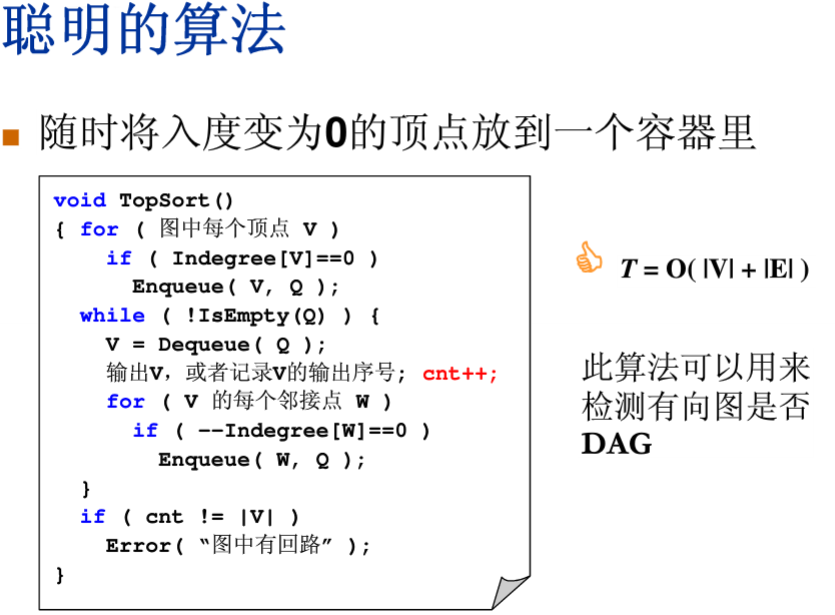 聪明的算法
随时将入度变为0的顶点放到一个容器里
void TopSort()
{ for ( 图中每个顶点 V )
if ( Indegree[V]==0 )
Enqueue( V, Q );
while ( !IsEmpty(Q) ) {
V = Dequeue( Q );
输出V，或者记录V的输出序号; cnt++;
for ( V 的每个邻接点 W )
if ( --Indegree[W]==0 )
Enqueue( W, Q );
}
if ( cnt != |V| )
Error( “图中有回路” );
}
T = O( |V| + |E| )
此算法可以用来
检测有向图是否
DAG